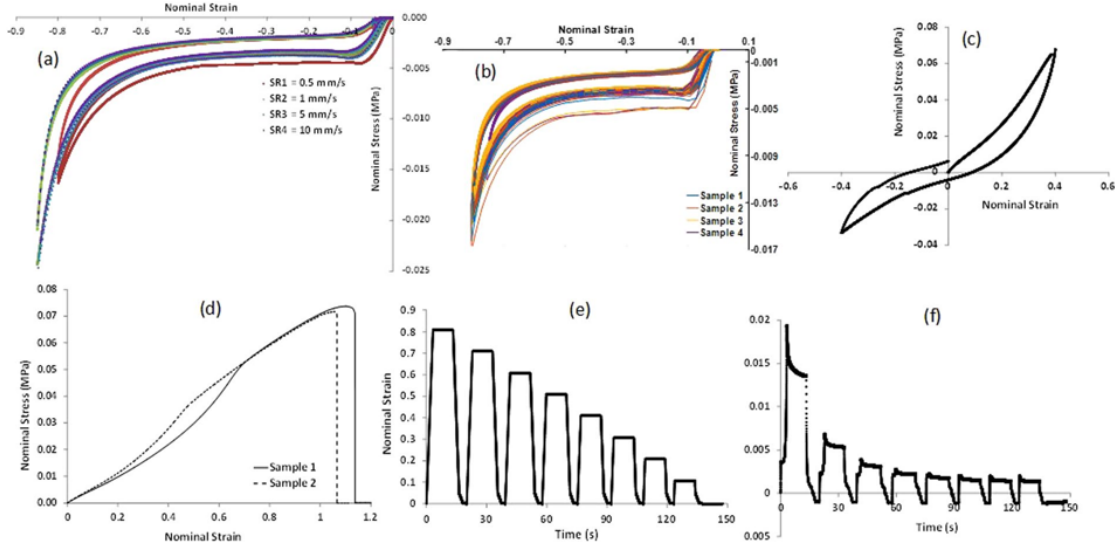 Nominal Strain
-0.9 -0.8 -0.7 -0.6 -0.5 -0.4 -0.3 -0.2 -0.1 0
0.000
-0.005
-0.010
-0.015
-0.020
-0.025
Nominal Stress (MPa)
(a)
SR1 = 0.5 mm/s
SR2 = 1 mm/s
SR3 = 5 mm/s
SR4 = 10 mm/s
Nominal Strain
-0.9 -0.7 -0.5 -0.3 -0.1 0.1
-0.001
-0.005
-0.009
-0.013
-0.017
Nominal Stress (MPa)
(b)
Sample 1
Sample 2
Sample 3
Sample 4
(c)
Nominal Stress (MPa)
0.08
0.06
0.04
0.02
0
-0.02
-0.04
-0.6 -0.4 -0.2 0 0.2 0.4 0.6
Nominal Strain
(d)
Nominal Stress (MPa)
0.08
0.07
0.06
0.05
0.04
0.03
0.02
0.01
0.00
0 0.2 0.4 0.6 0.8 1 1.2
Nominal Strain
Sample 1
Sample 2
(e)
Nominal Strain
0.9
0.8
0.7
0.6
0.5
0.4
0.3
0.2
0.1
0
0 30 60 90 120 150
Time (s)
(f)
Nominal Stress (MPa)
0.02
0.015
0.01
0.005
0
0.005
0 30 60 90 120 150
Time (s)